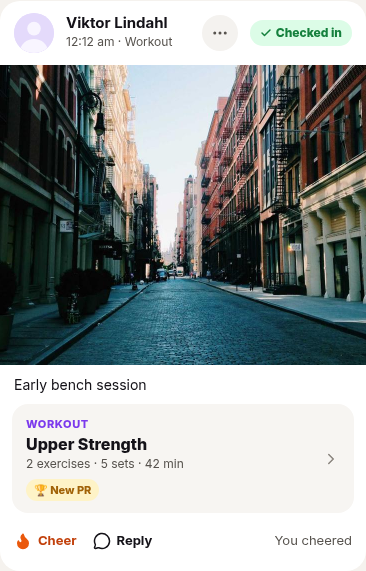 Viktor Lindahl
12:12 am · Workout
Checked in
Early bench session
WORKOUT
Upper Strength
2 exercises · 5 sets · 42 min
🏆 New PR
Cheer
Reply
You cheered